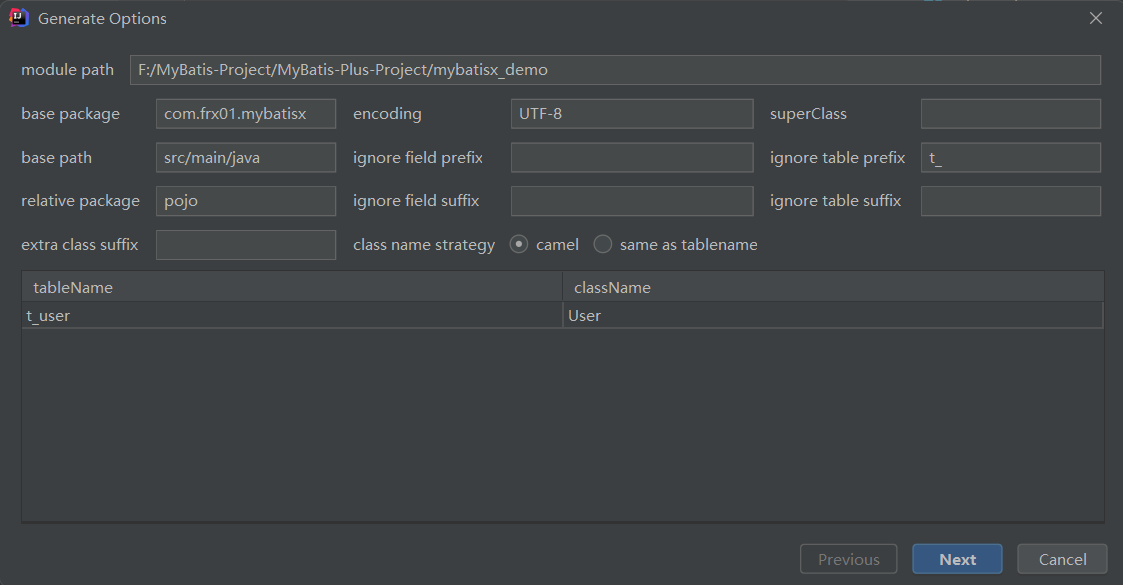 Generate Options
module path F:/MyBatis-Project/MyBatis-Plus-Project/mybatisx_demo
base package com.frx01.mybatisx encoding UTF-8 superClass
base path src/main/java ignore field prefix ignore table prefix t_
relative package pojo ignore field suffix ignore table suffix
extra class suffix class name strategy camel same as tablename
tableName className
t_user User
Previous Next Cancel